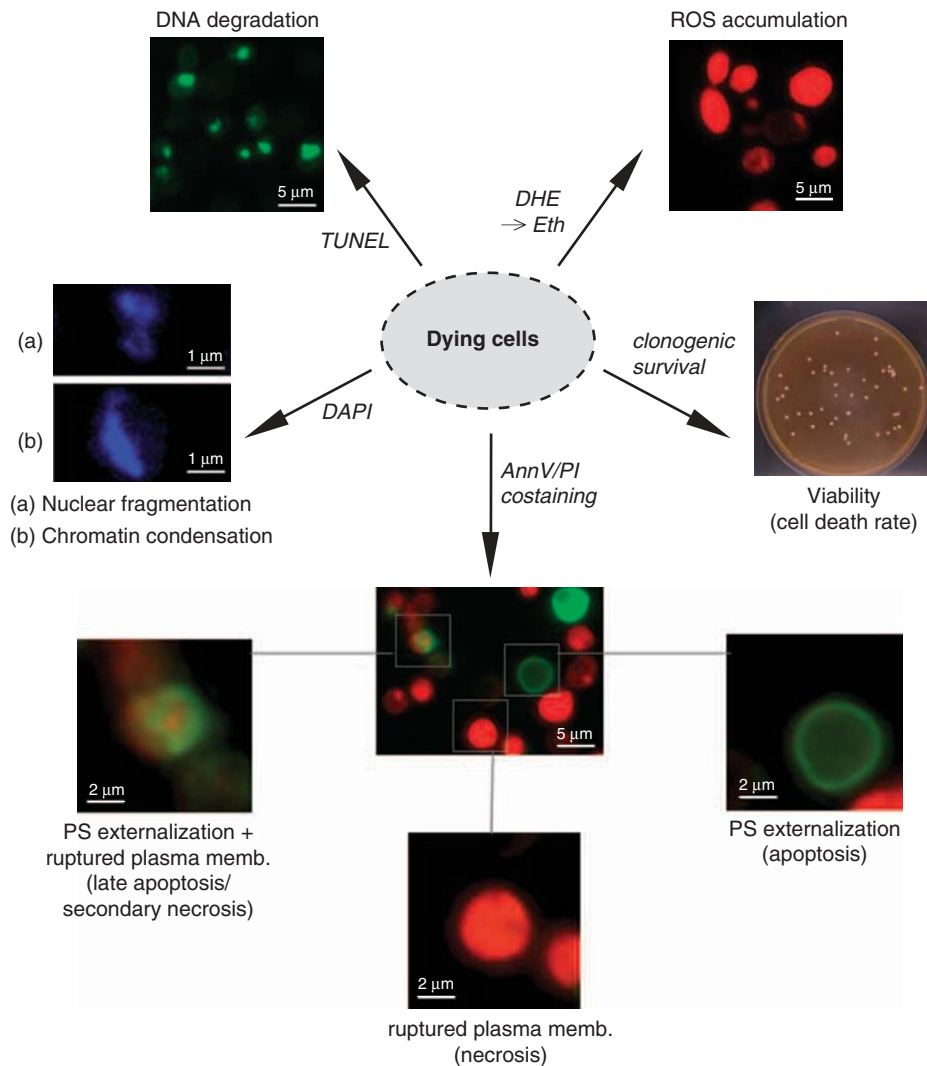 DNA degradation
ROS accumulation
5 μm
5 μm
DHE
→ Eth
TUNEL
(a)
1 μm
Dying cells
clonogenic
survival
DAPI
(b)
1 μm
AnnV/PI
costaining
(a) Nuclear fragmentation
(b) Chromatin condensation
Viability
(cell death rate)
5 μm
2 μm
2 μm
PS externalization +
ruptured plasma memb.
(late apoptosis/
secondary necrosis)
PS externalization
(apoptosis)
2 μm
ruptured plasma memb.
(necrosis)